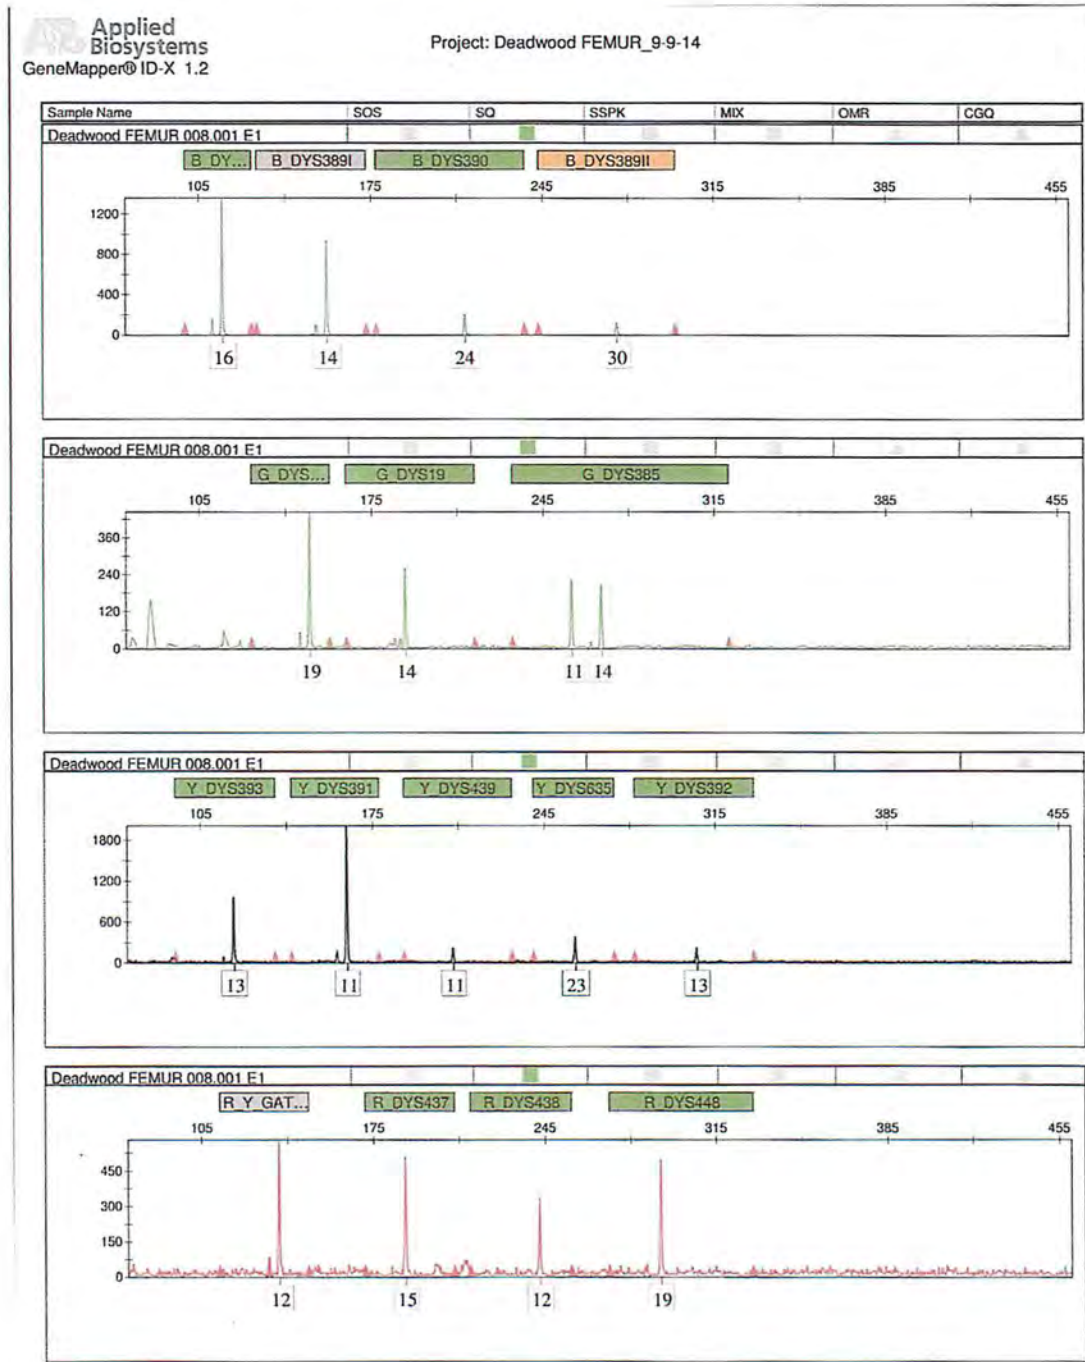 Applied
Biosystems
GeneMapper® ID-X 1.2
Project: Deadwood FEMUR_9-9-14
Sample Name SOS SQ SSPK MIX OMR CGQ
Deadwood FEMUR 008.001 E1
B_DY... B_DYS389I B_DYS390 B_DYS389II
105 175 245 315 385 455
1200
800
400
0
16 14 24 30
Deadwood FEMUR 008.001 E1
G_DYS... G_DYS19 G_DYS385
105 175 245 315 385 455
360
240
120
0
19 14 11 14
Deadwood FEMUR 008.001 E1
Y_DYS393 Y_DYS391 Y_DYS439 Y_DYS635 Y_DYS392
105 175 245 315 385 455
1800
1200
600
0
13 11 11 23 13
Deadwood FEMUR 008.001 E1
R_Y_GAT... R_DYS437 R_DYS438 R_DYS448
105 175 245 315 385 455
450
300
150
0
12 15 12 19